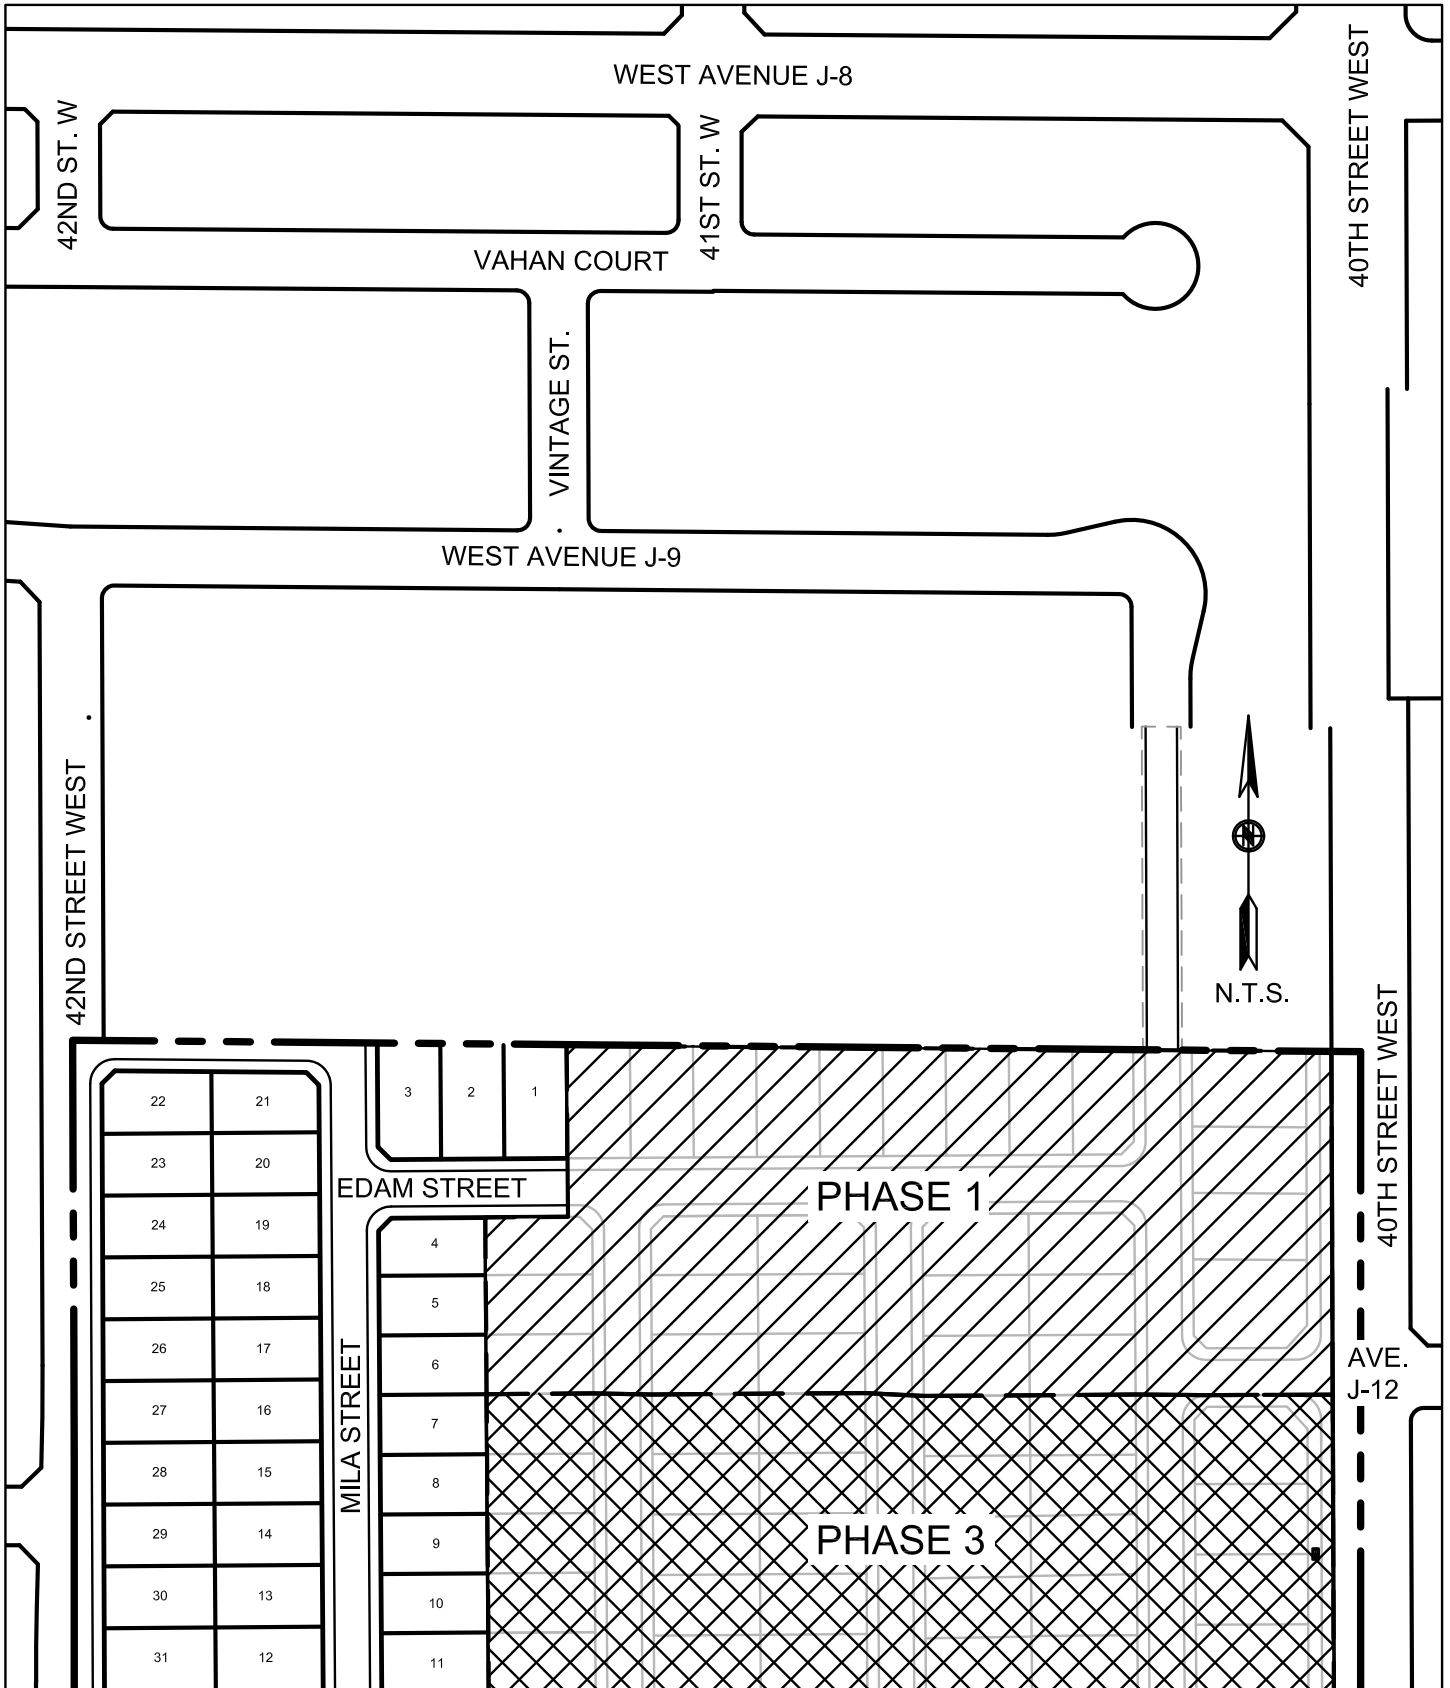 WEST AVENUE J-8
40TH STREET WEST
42ND ST. W
41ST ST. W
VAHAN COURT
VINTAGE ST.
WEST AVENUE J-9
42ND STREET WEST
N
N.T.S.
40TH STREET WEST
3
2
1
22
21
23
20
EDAM STREET
PHASE 1
24
19
4
25
18
5
26
17
6
AVE.
J-12
MILA STREET
27
16
7
28
15
8
29
14
9
PHASE 3
30
13
10
31
12
11